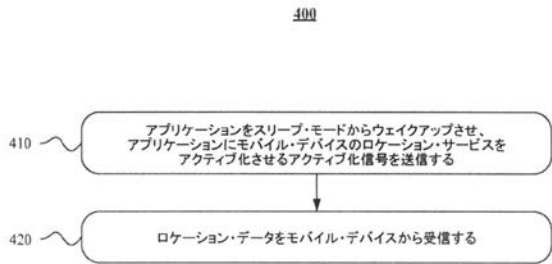 400
410
アプリケーションをスリープ・モードからウェイクアップさせ、
アプリケーションにモバイル・デバイスのロケーション・サービスを
アクティブ化させるアクティブ化信号を送信する
420
ロケーション・データをモバイル・デバイスから受信する